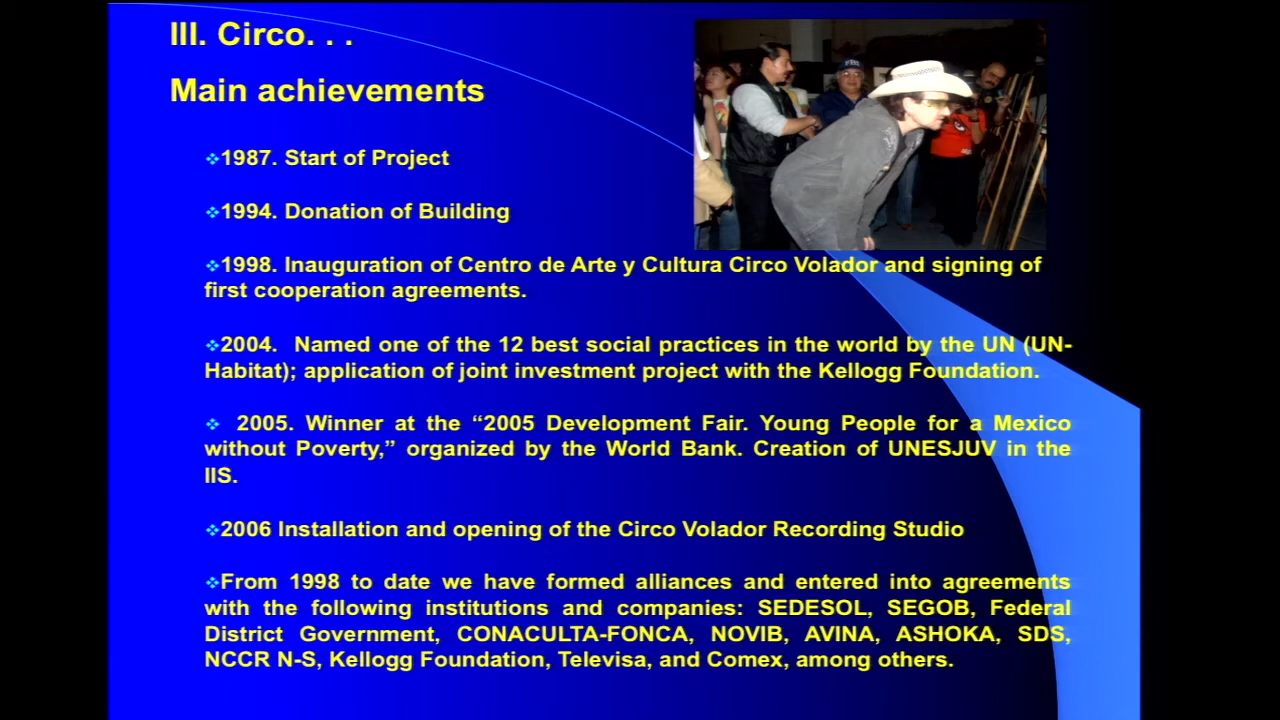 III. Circo. . .
Main achievements
❖1987. Start of Project
❖1994. Donation of Building
❖1998. Inauguration of Centro de Arte y Cultura Circo Volador and signing of
first cooperation agreements.
❖2004. Named one of the 12 best social practices in the world by the UN (UN-
Habitat); application of joint investment project with the Kellogg Foundation.
❖ 2005. Winner at the “2005 Development Fair. Young People for a Mexico
without Poverty,” organized by the World Bank. Creation of UNESJUV in the
IIS.
❖2006 Installation and opening of the Circo Volador Recording Studio
❖From 1998 to date we have formed alliances and entered into agreements
with the following institutions and companies: SEDESOL, SEGOB, Federal
District Government, CONACULTA-FONCA, NOVIB, AVINA, ASHOKA, SDS,
NCCR N-S, Kellogg Foundation, Televisa, and Comex, among others.